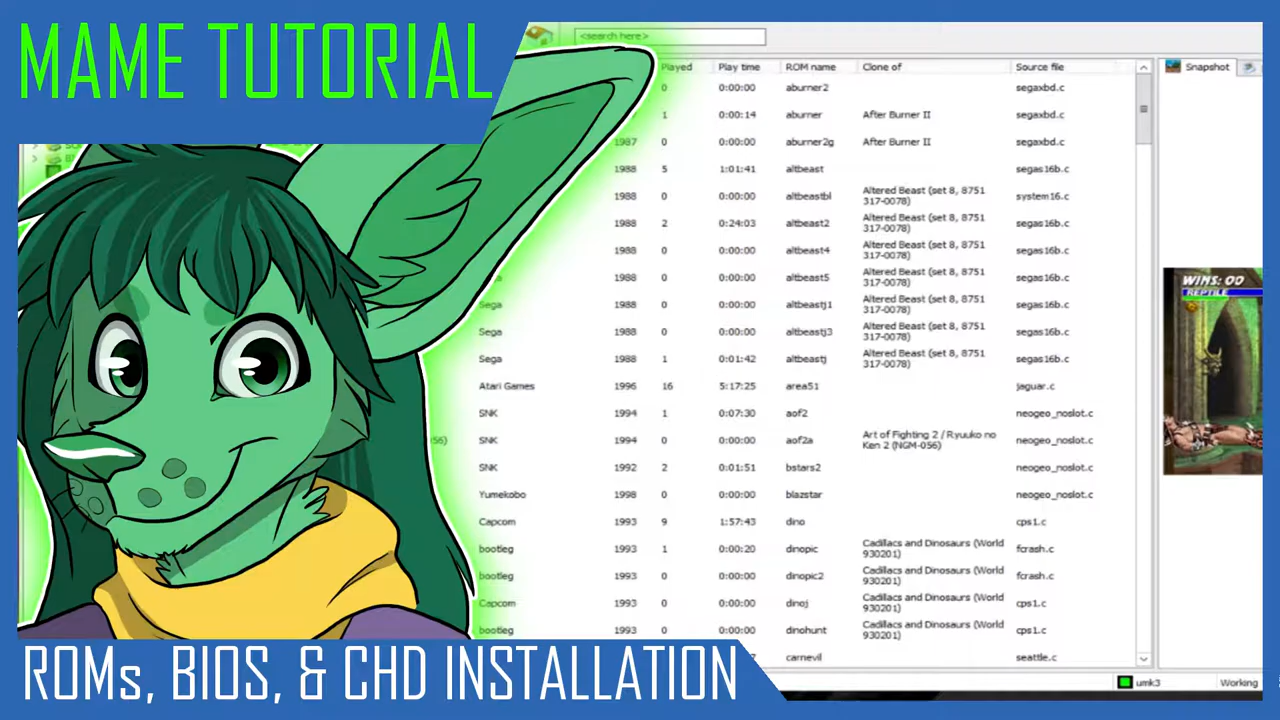 MAME TUTORIAL
<search here>
Played Play time ROM name Clone of Source file Snapshot
0 0:00:00 aburner2 segaxbd.c
1 0:00:14 aburner After Burner II segaxbd.c
1987 0 0:00:00 aburner2g After Burner II segaxbd.c
1988 5 1:01:41 altbeast segas16b.c
1988 0 0:00:00 altbeastbl Altered Beast (set 8, 8751
317-0078) system16.c
1988 2 0:24:03 altbeast2 Altered Beast (set 8, 8751
317-0078) segas16b.c
1988 0 0:00:00 altbeast4 Altered Beast (set 8, 8751
317-0078) segas16b.c
Sega 1988 0 0:00:00 altbeast5 Altered Beast (set 8, 8751
317-0078) segas16b.c
Sega 1988 0 0:00:00 altbeastj1 Altered Beast (set 8, 8751
317-0078) segas16b.c
Sega 1988 0 0:00:00 altbeastj3 Altered Beast (set 8, 8751
317-0078) segas16b.c
Sega 1988 1 0:01:42 altbeastj Altered Beast (set 8, 8751
317-0078) segas16b.c
Atari Games 1996 16 5:17:25 area51 jaguar.c
SNK 1994 1 0:07:30 aof2 neogeo_noslot.c
056) SNK 1994 0 0:00:00 aof2a Art of Fighting 2 / Ryuuko no
Ken 2 (NGM-056) neogeo_noslot.c
SNK 1992 2 0:01:51 bstars2 neogeo_noslot.c
Yumekobo 1998 0 0:00:00 blazstar neogeo_noslot.c
Capcom 1993 9 1:57:43 dino cps1.c
bootleg 1993 1 0:00:20 dinopic Cadillacs and Dinosaurs (World
930201) fcrash.c
bootleg 1993 0 0:00:00 dinopic2 Cadillacs and Dinosaurs (World
930201) fcrash.c
Capcom 1993 0 0:00:00 dinoj Cadillacs and Dinosaurs (World
930201) cps1.c
bootleg 1993 0 0:00:00 dinohunt Cadillacs and Dinosaurs (World
930201) cps1.c
carnevil seattle.c
WINS: 00
REPTILE
umk3 Working
ROMs, BIOS, & CHD INSTALLATION